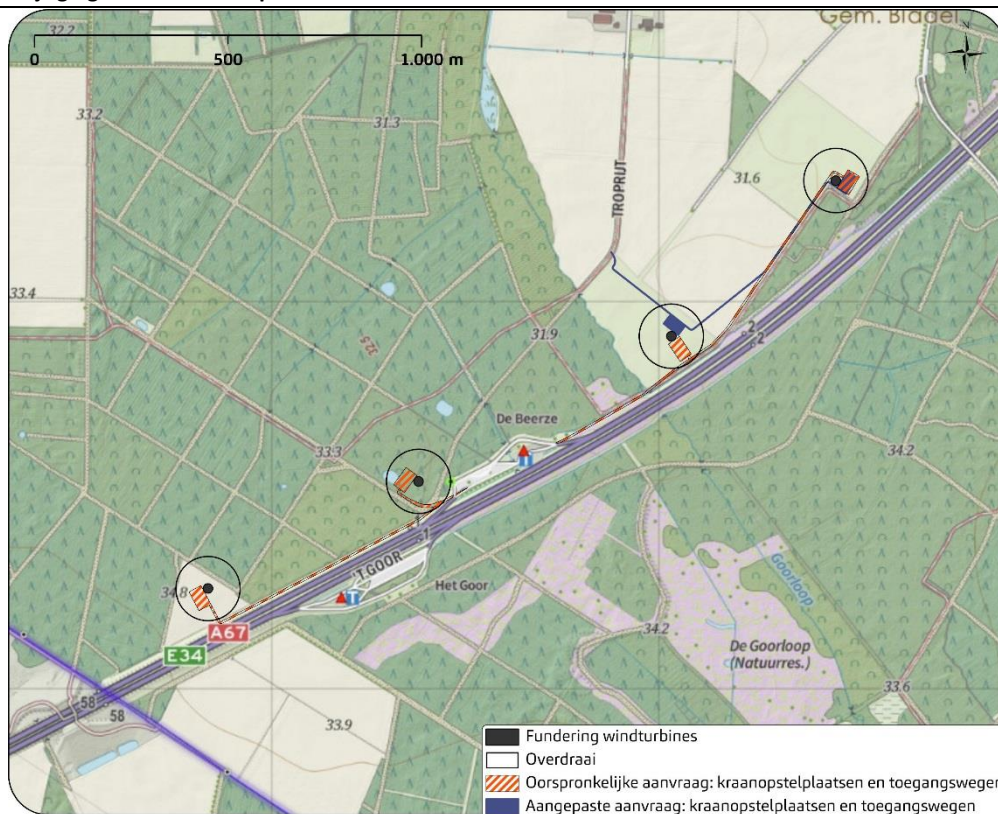 Gem. Bladel
32.2
0 500 1.000 m
N
33.2
31.3
31.6
TROPRIJT
33.4
2
2
32.5
31.9
De Beerze
34.2
33.3
1
'T GOOR
Het Goor
34.8
Goorloop
A67
34.2
E34
De Goorloop
(Natuurres.)
33.6
58
58
33.9
Fundering windturbines
Overdraai
Oorspronkelijke aanvraag: kraanopstelplaatsen en toegangswegen
Aangepaste aanvraag: kraanopstelplaatsen en toegangswegen